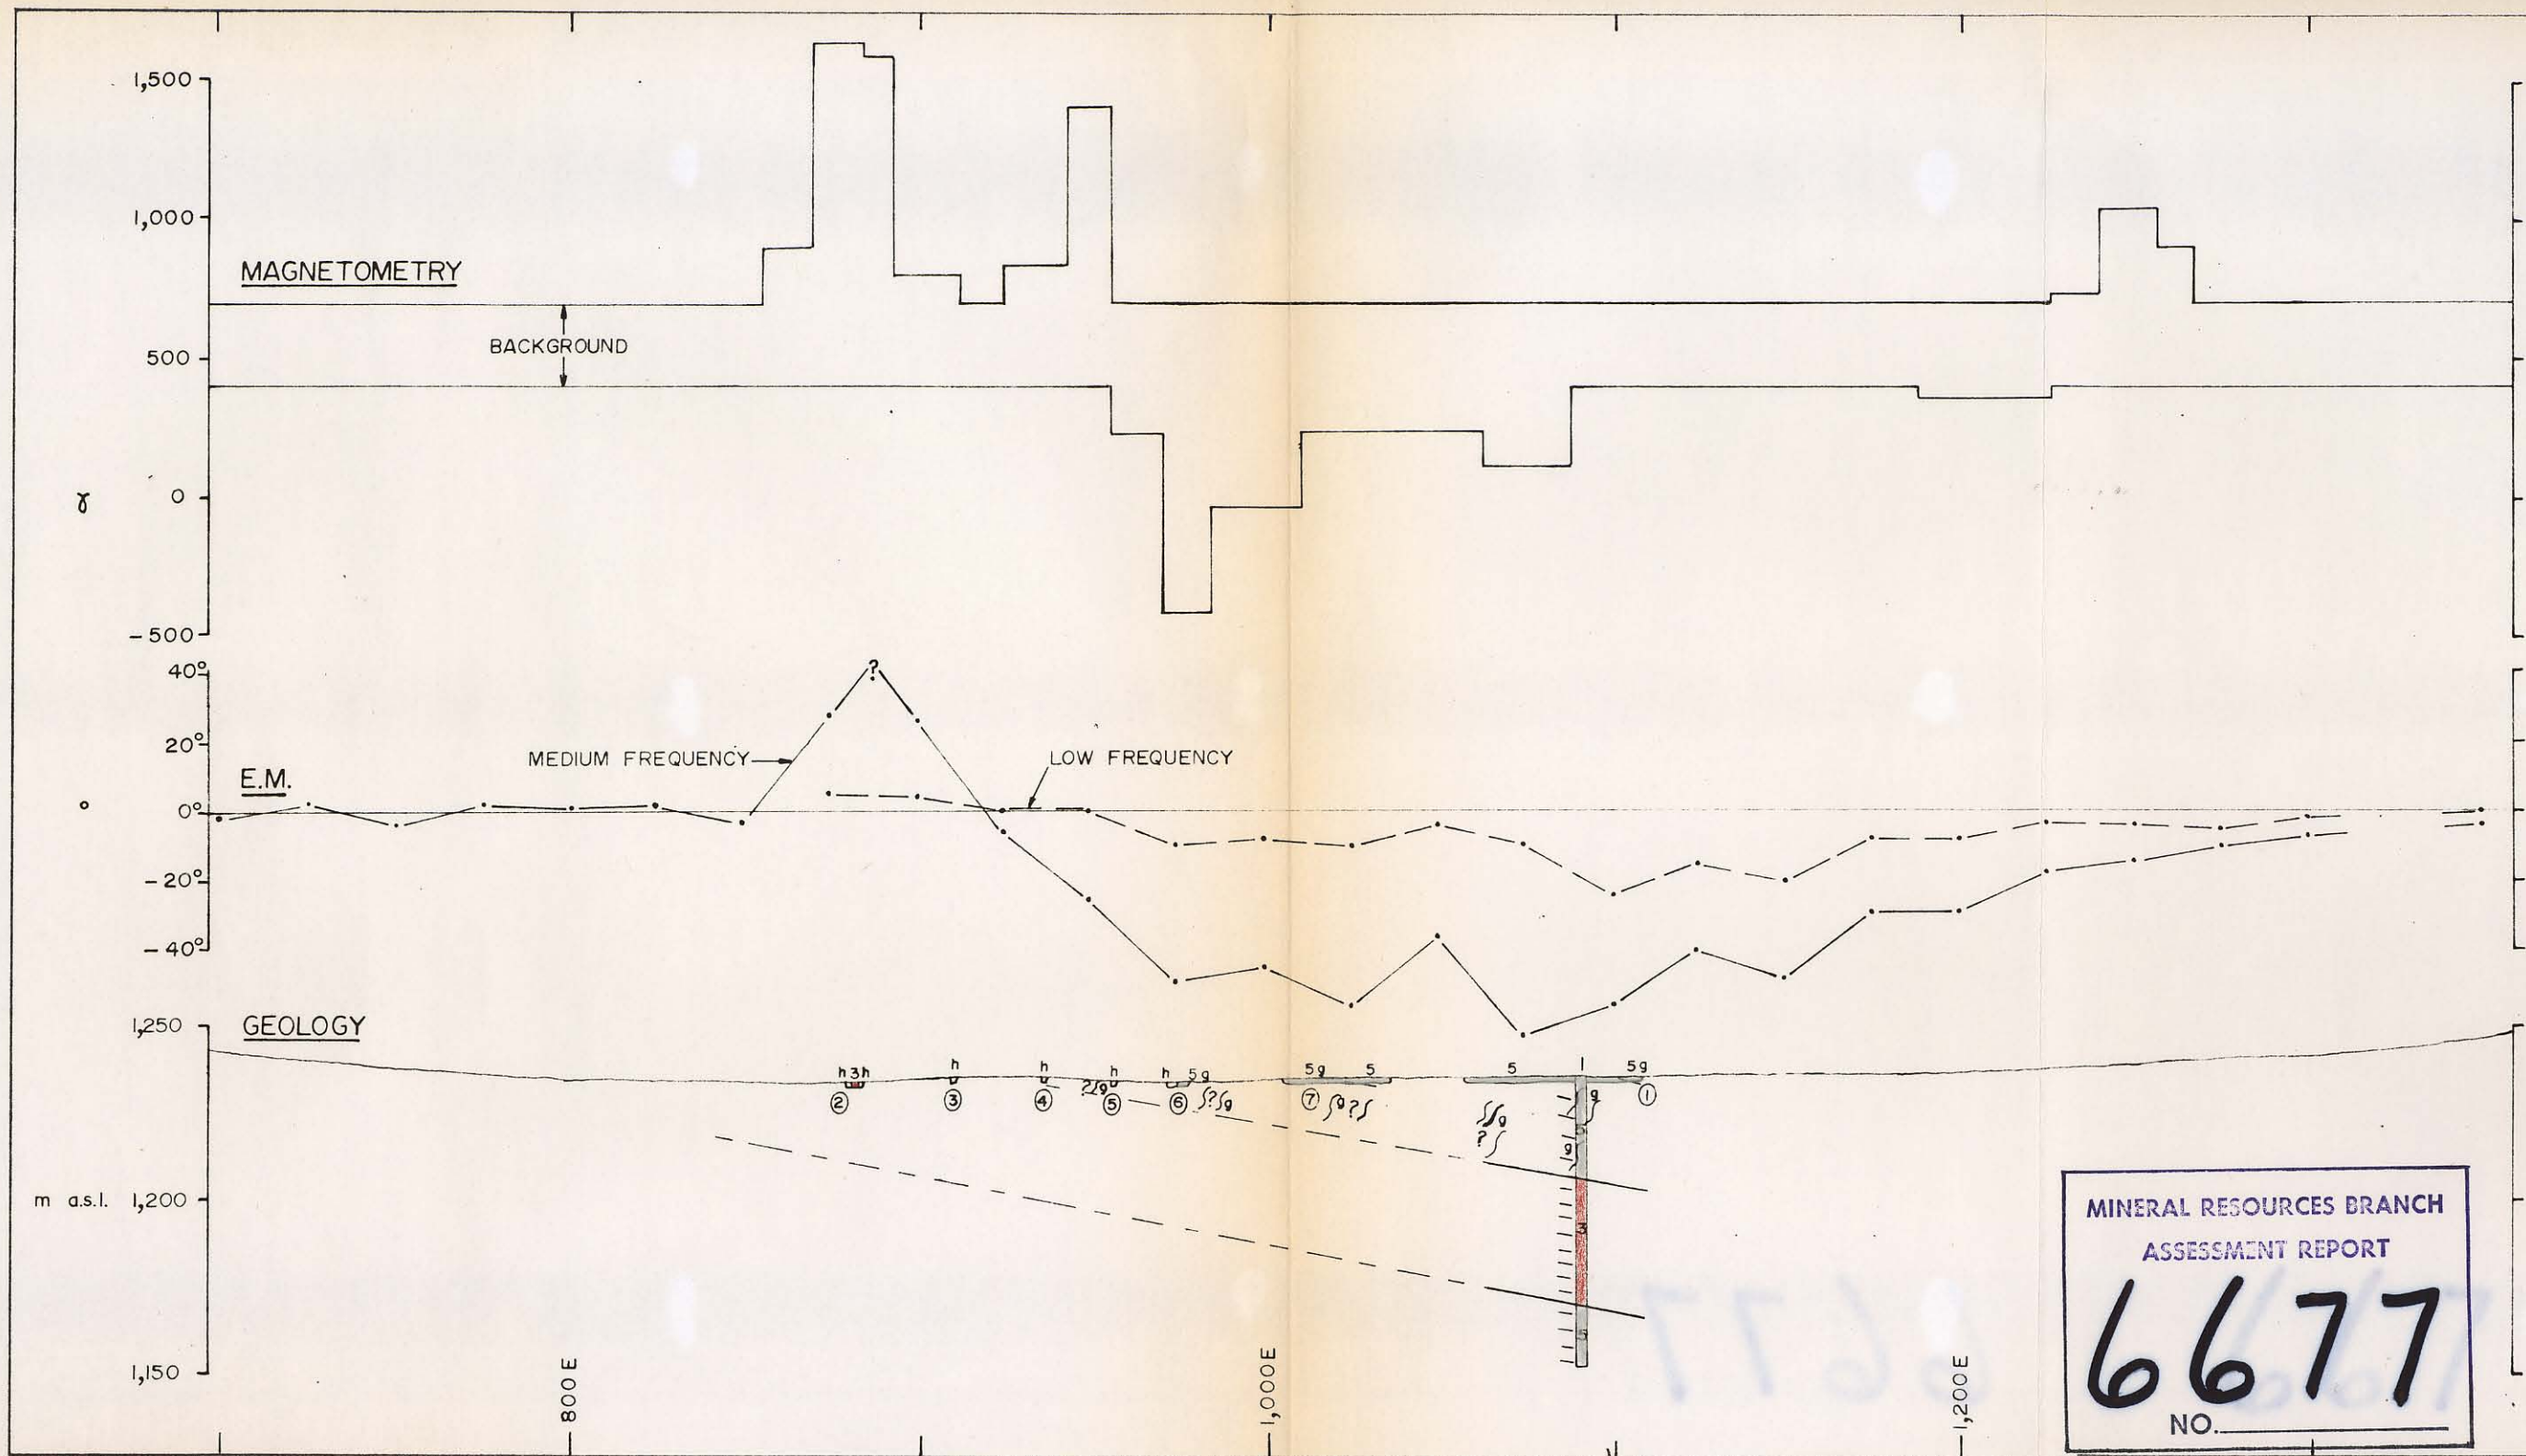 1,500
1,000
MAGNETOMETRY
BACKGROUND
500
γ 0
-500
40°
?
20°
MEDIUM FREQUENCY
LOW FREQUENCY
E.M.
° 0°
-20°
-40°
1,250 GEOLOGY
h3h h h h h 5g 5g 5 5 1 5g
② ③ ④ ⑤ ⑥ ⑦ ①
m a.s.l. 1,200
3
5
1,150
800E
1,000E
1,200E
MINERAL RESOURCES BRANCH
ASSESSMENT REPORT
6677
NO.